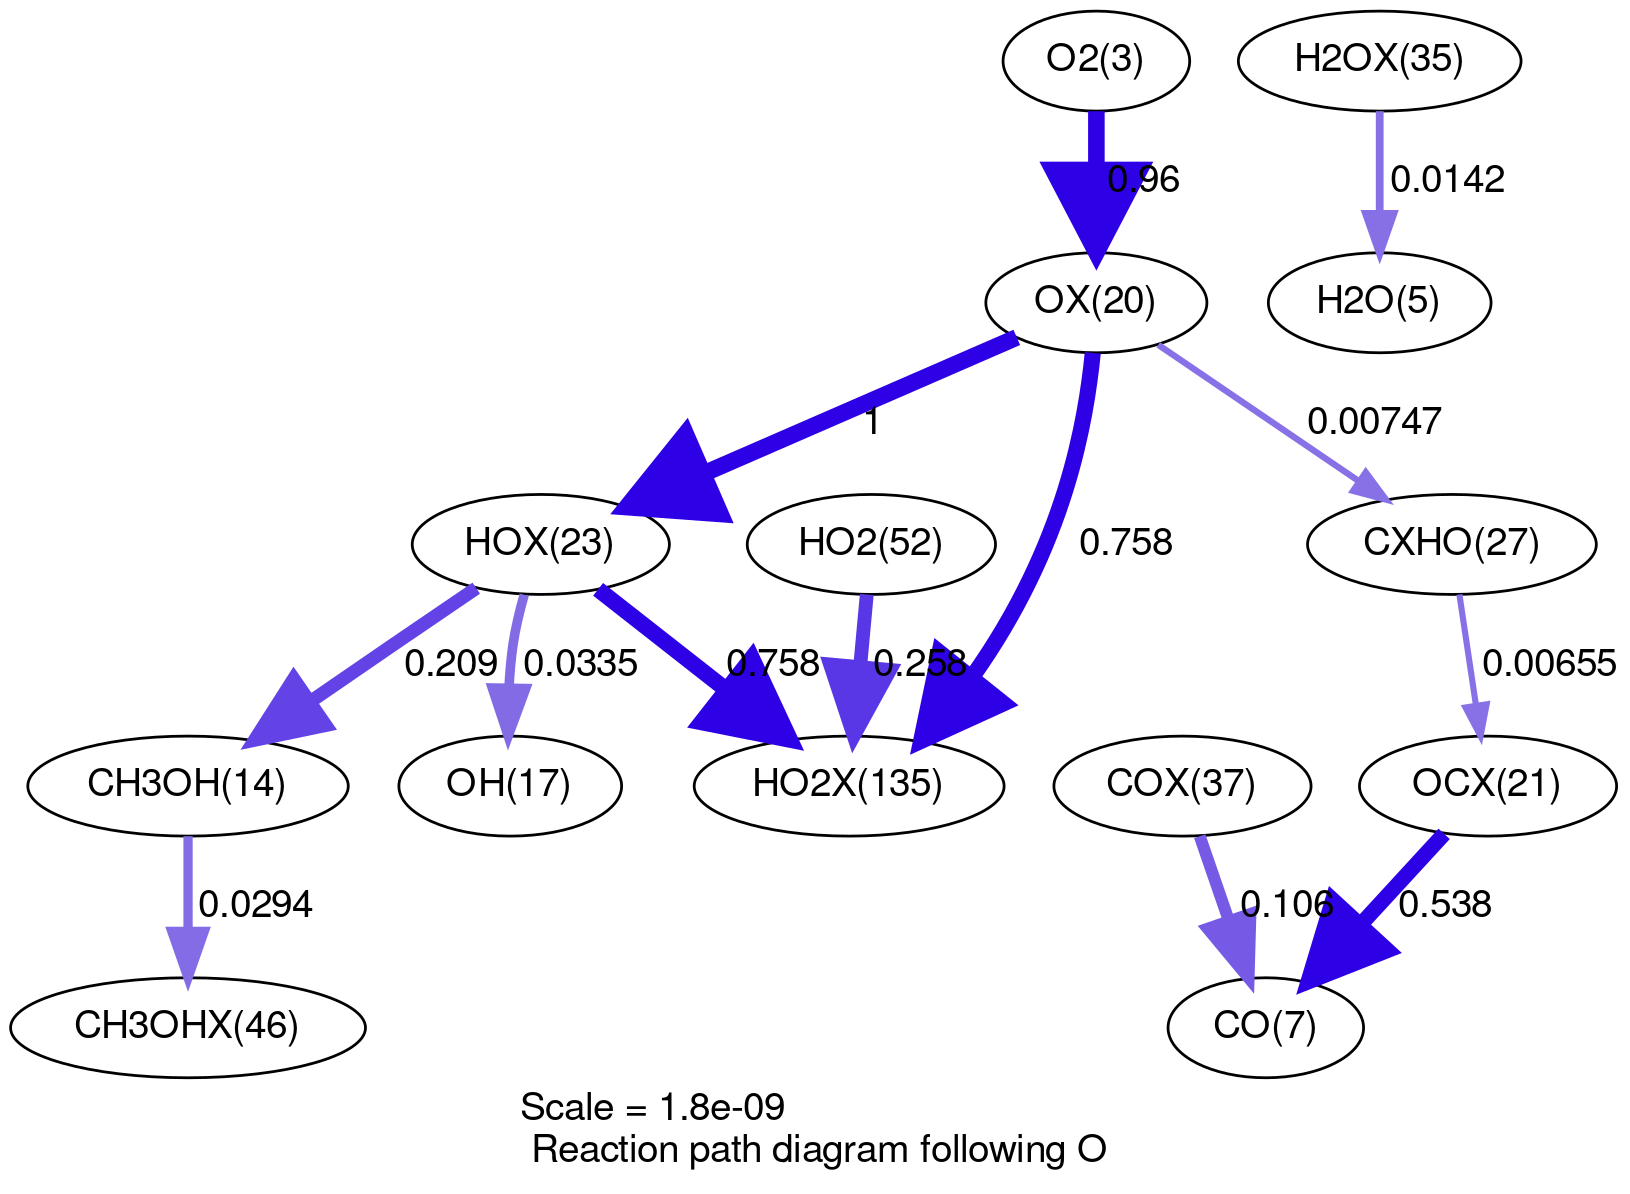 O2(3)
H2OX(35)
0.96
0.0142
OX(20)
H2O(5)
1
0.00747
HOX(23)
HO2(52)
0.758
CXHO(27)
0.209
0.0335
0.758
0.258
0.00655
CH3OH(14)
OH(17)
HO2X(135)
COX(37)
OCX(21)
0.0294
0.106
0.538
CH3OHX(46)
CO(7)
Scale = 1.8e-09
Reaction path diagram following O